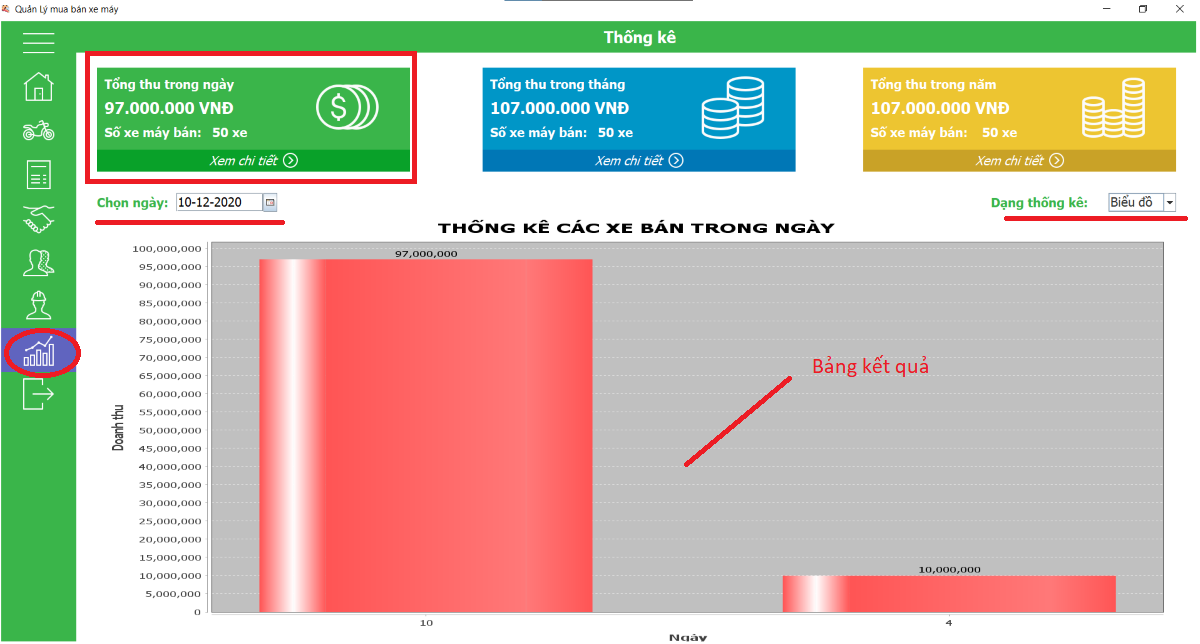 Quản Lý mua bán xe máy
Thống kê
Tổng thu trong ngày
97.000.000 VNĐ
Số xe máy bán: 50 xe
Xem chi tiết
Tổng thu trong tháng
107.000.000 VNĐ
Số xe máy bán: 50 xe
Xem chi tiết
Tổng thu trong năm
107.000.000 VNĐ
Số xe máy bán: 50 xe
Xem chi tiết
Chọn ngày: 10-12-2020
Dạng thống kê: Biểu đồ
THỐNG KÊ CÁC XE BÁN TRONG NGÀY
100,000,000
95,000,000
90,000,000
85,000,000
80,000,000
75,000,000
70,000,000
65,000,000
60,000,000
55,000,000
50,000,000
45,000,000
40,000,000
35,000,000
30,000,000
25,000,000
20,000,000
15,000,000
10,000,000
5,000,000
0
Doanh thu
97,000,000
Bảng kết quả
10,000,000
10
4
Ngày